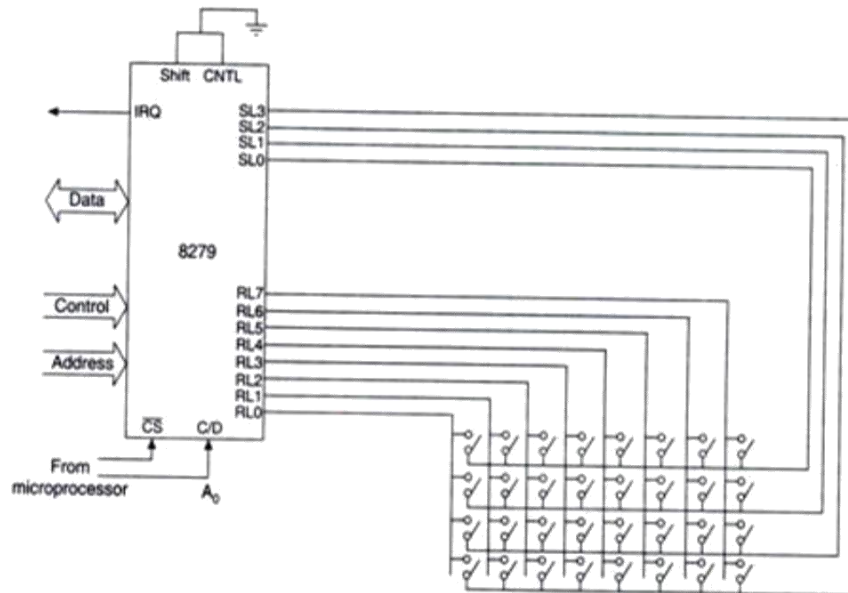 Shift CNTL
IRQ
SL3
SL2
SL1
SL0
Data
8279
RL7
Control
RL6
RL5
RL4
Address
RL3
RL2
RL1
RL0
C̅S̅ C/D
From
microprocessor
A₀